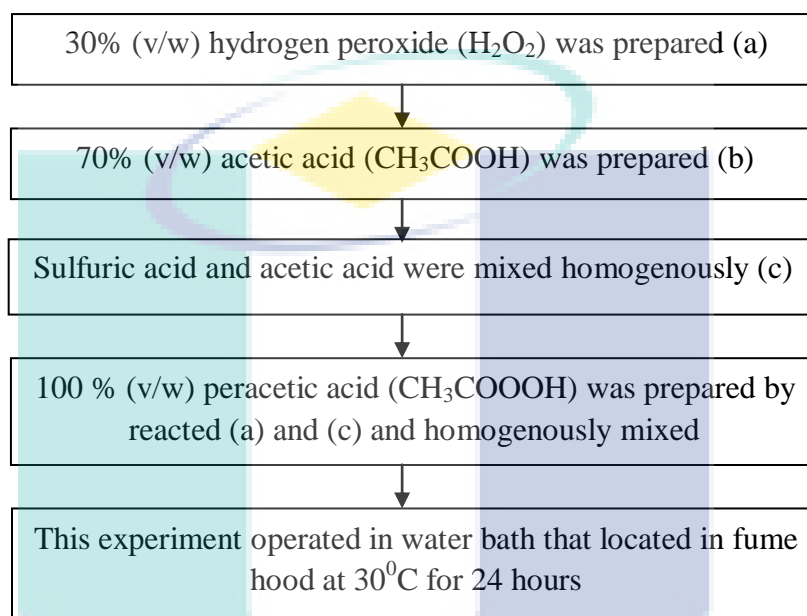 30% (v/w) hydrogen peroxide (H₂O₂) was prepared (a)
70% (v/w) acetic acid (CH₃COOH) was prepared (b)
Sulfuric acid and acetic acid were mixed homogenously (c)
100 % (v/w) peracetic acid (CH₃COOOH) was prepared by
reacted (a) and (c) and homogenously mixed
This experiment operated in water bath that located in fume
hood at 30⁰C for 24 hours